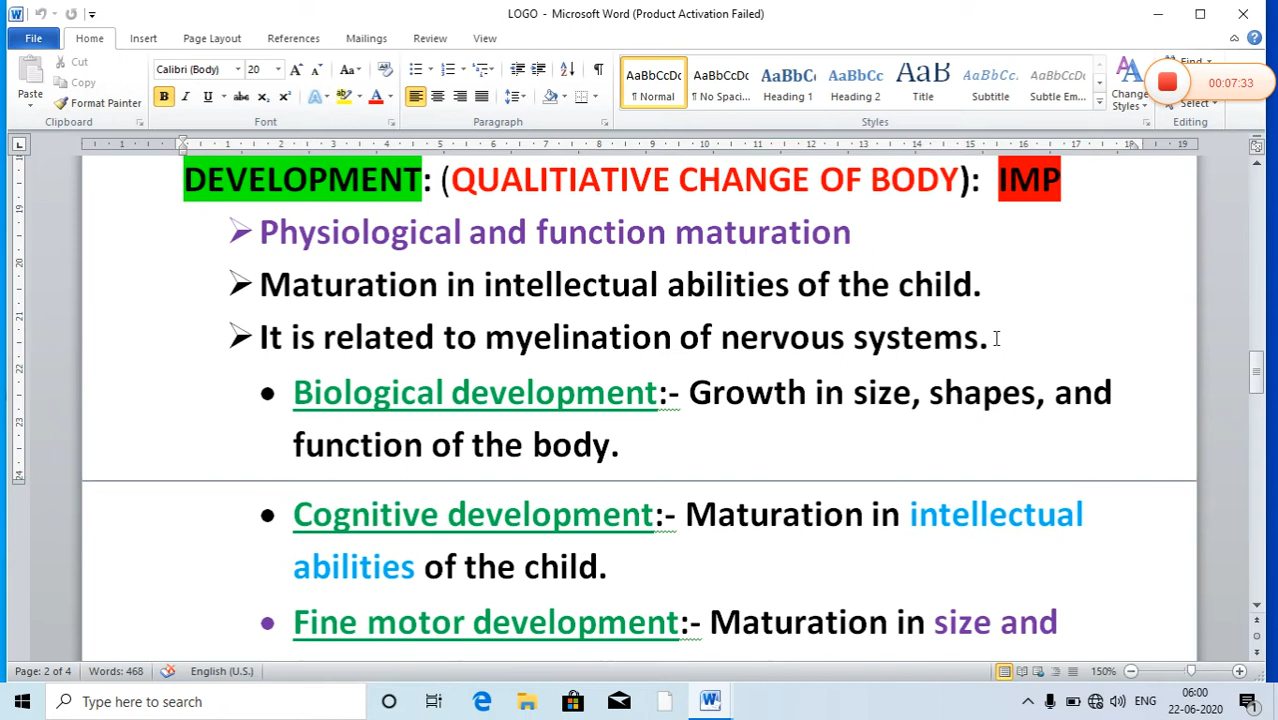 LOGO - Microsoft Word (Product Activation Failed)
File Home Insert Page Layout References Mailings Review View
Paste
Cut
Copy
Format Painter
Clipboard
Calibri (Body) 20
Font
Paragraph
AaBbCcDc AaBbCcDc AaBbC AaBbCc AaB AaBbCc. AaBbCcDc
¶ Normal ¶ No Spaci... Heading 1 Heading 2 Title Subtitle Subtle Em...
Styles
Change
Styles
Find
Select
Editing
00:07:33
DEVELOPMENT: (QUALITIATIVE CHANGE OF BODY): IMP
Physiological and function maturation
Maturation in intellectual abilities of the child.
It is related to myelination of nervous systems.
Biological development:- Growth in size, shapes, and
function of the body.
Cognitive development:- Maturation in intellectual
abilities of the child.
Fine motor development:- Maturation in size and
Page: 2 of 4 Words: 468 English (U.S.) 150%
Type here to search
ENG
06:00
22-06-2020